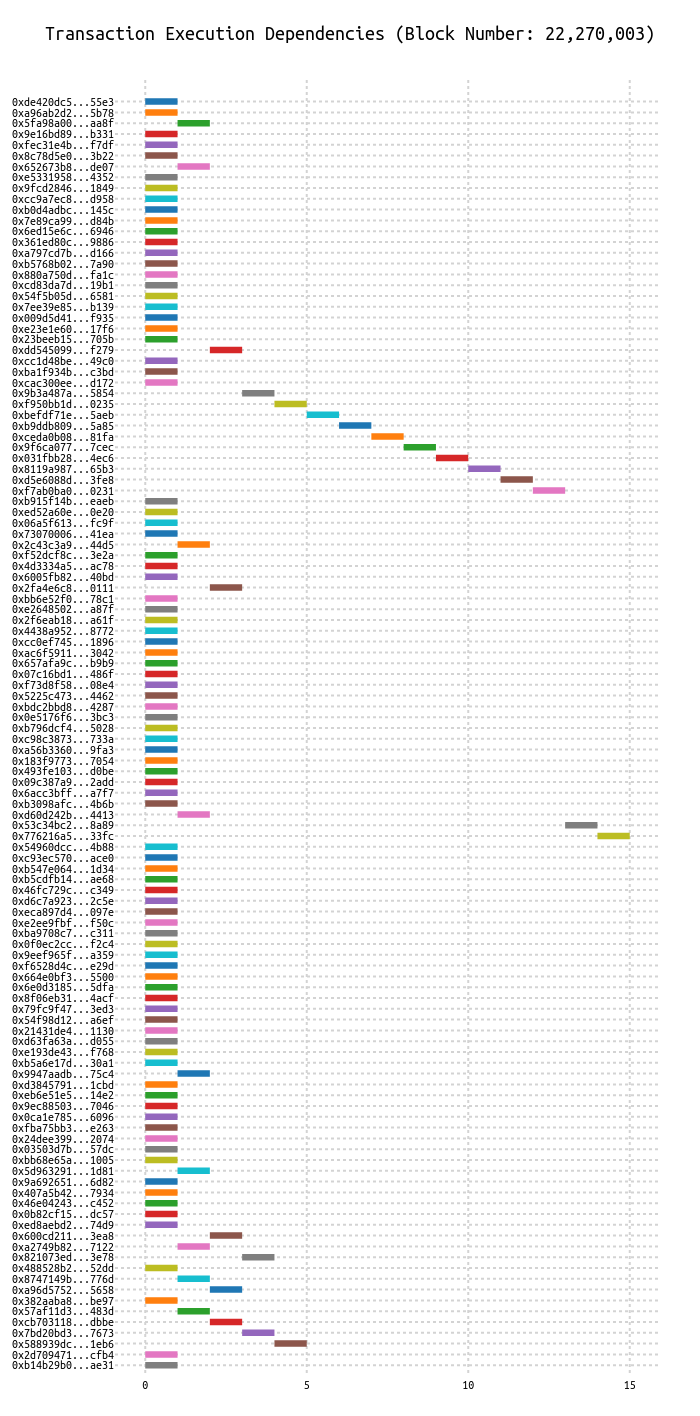 Transaction Execution Dependencies (Block Number: 22,270,003)
0xde420dc5...55e3
0xa96ab2d2...5b78
0x5fa98a00...aa8f
0x9e16bd89...b331
0xfec31e4b...f7df
0x8c78d5e0...3b22
0x652673b8...de07
0xe5331958...4352
0x9fcd2846...1849
0xcc9a7ec8...d958
0xb0d4adbc...145c
0x7e89ca99...d84b
0x6ed15e6c...6946
0x361ed80c...9886
0xa797cd7b...d166
0xb5768b02...7a90
0x880a750d...fa1c
0xcd83da7d...19b1
0x54f5b05d...6581
0x7ee39e85...b139
0x009d5d41...f935
0xe23e1e60...17f6
0x23beeb15...705b
0xdd545099...f279
0xcc1d48be...49c0
0xba1f934b...c3bd
0xcac300ee...d172
0x9b3a487a...5854
0xf950bb1d...0235
0xbefdf71e...5aeb
0xb9ddb809...5a85
0xceda0b08...81fa
0x9f6ca077...7cec
0x031fbb28...4ec6
0x8119a987...65b3
0xd5e6088d...3fe8
0xf7ab0ba0...0231
0xb915f14b...eaeb
0xed52a60e...0e20
0x06a5f613...fc9f
0x73070006...41ea
0x2c43c3a9...44d5
0xf52dcf8c...3e2a
0x4d3334a5...ac78
0x6005fb82...40bd
0x2fa4e6c8...0111
0xbb6e52f0...78c1
0xe2648502...a87f
0x2f6eab18...a61f
0x4438a952...8772
0xcc0ef745...1896
0xac6f5911...3042
0x657afa9c...b9b9
0x07c16bd1...486f
0xf73d8f58...08e4
0x5225c473...4462
0xbdc2bbd8...4287
0x0e5176f6...3bc3
0xb796dcf4...5028
0xc98c3873...733a
0xa56b3360...9fa3
0x183f9773...7054
0x493fe103...d0be
0x09c387a9...2add
0x6acc3bff...a7f7
0xb3098afc...4b6b
0xd60d242b...4413
0x53c34bc2...8a89
0x776216a5...33fc
0x54960dcc...4b88
0xc93ec570...ace0
0xb547e064...1d34
0xb5cdfb14...ae68
0x46fc729c...c349
0xd6c7a923...2c5e
0xeca897d4...097e
0xe2ee9fbf...f50c
0xba9708c7...c311
0x0f0ec2cc...f2c4
0x9eef965f...a359
0xf6528d4c...e29d
0x664e0bf3...5500
0x6e0d3185...5dfa
0x8f06eb31...4acf
0x79fc9f47...3ed3
0x54f98d12...a6ef
0x21431de4...1130
0xd63fa63a...d055
0xe193de43...f768
0xb5a6e17d...30a1
0x9947aadb...75c4
0xd3845791...1cbd
0xeb6e51e5...14e2
0x9ec88503...7046
0x0ca1e785...6096
0xfba75bb3...e263
0x24dee399...2074
0x03503d7b...57dc
0xbb68e65a...1005
0x5d963291...1d81
0x9a692651...6d82
0x407a5b42...7934
0x46e04243...c452
0x0b82cf15...dc57
0xed8aebd2...74d9
0x600cd211...3ea8
0xa2749b82...7122
0x821073ed...3e78
0x488528b2...52dd
0x8747149b...776d
0xa96d5752...5658
0x382aaba8...be97
0x57af11d3...483d
0xcb703118...dbbe
0x7bd20bd3...7673
0x588939dc...1eb6
0x2d709471...cfb4
0xb14b29b0...ae31
0 5 10 15